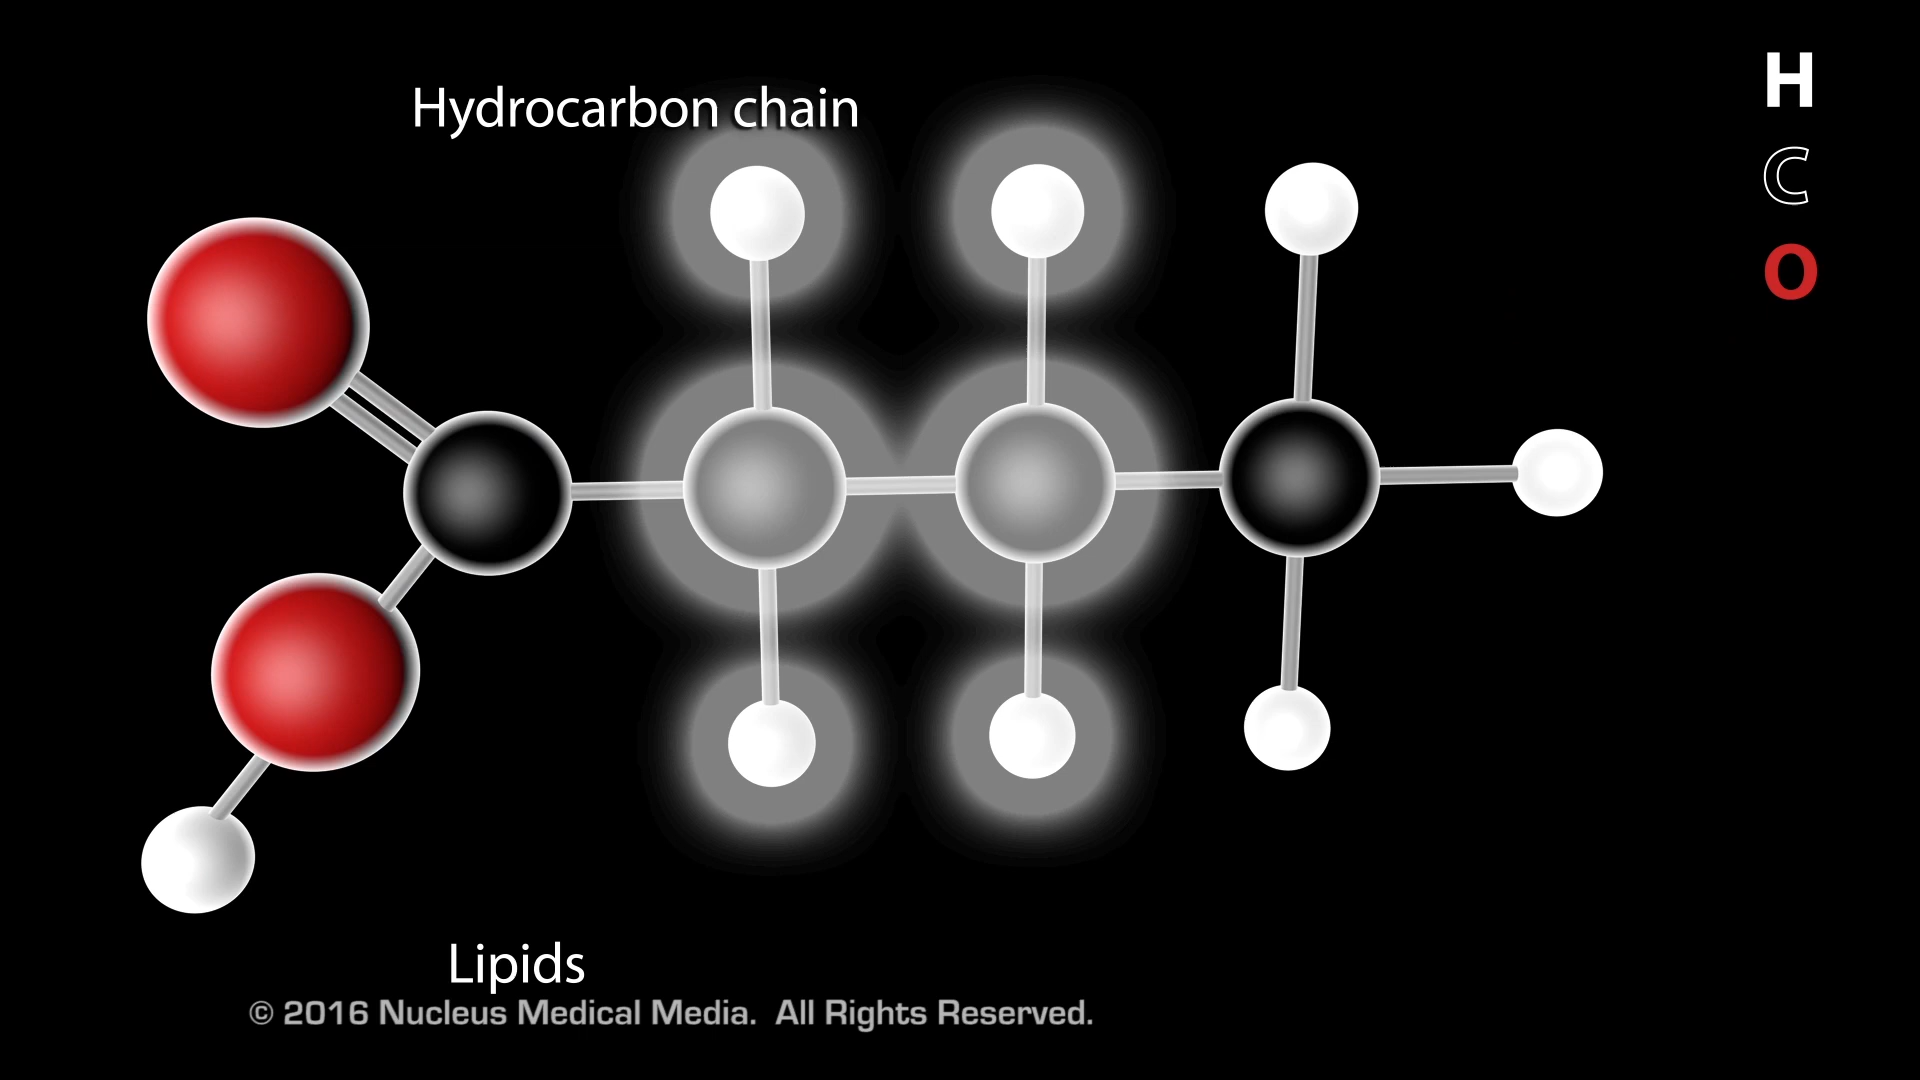 Hydrocarbon chain
H
C
O
Lipids
© 2016 Nucleus Medical Media. All Rights Reserved.